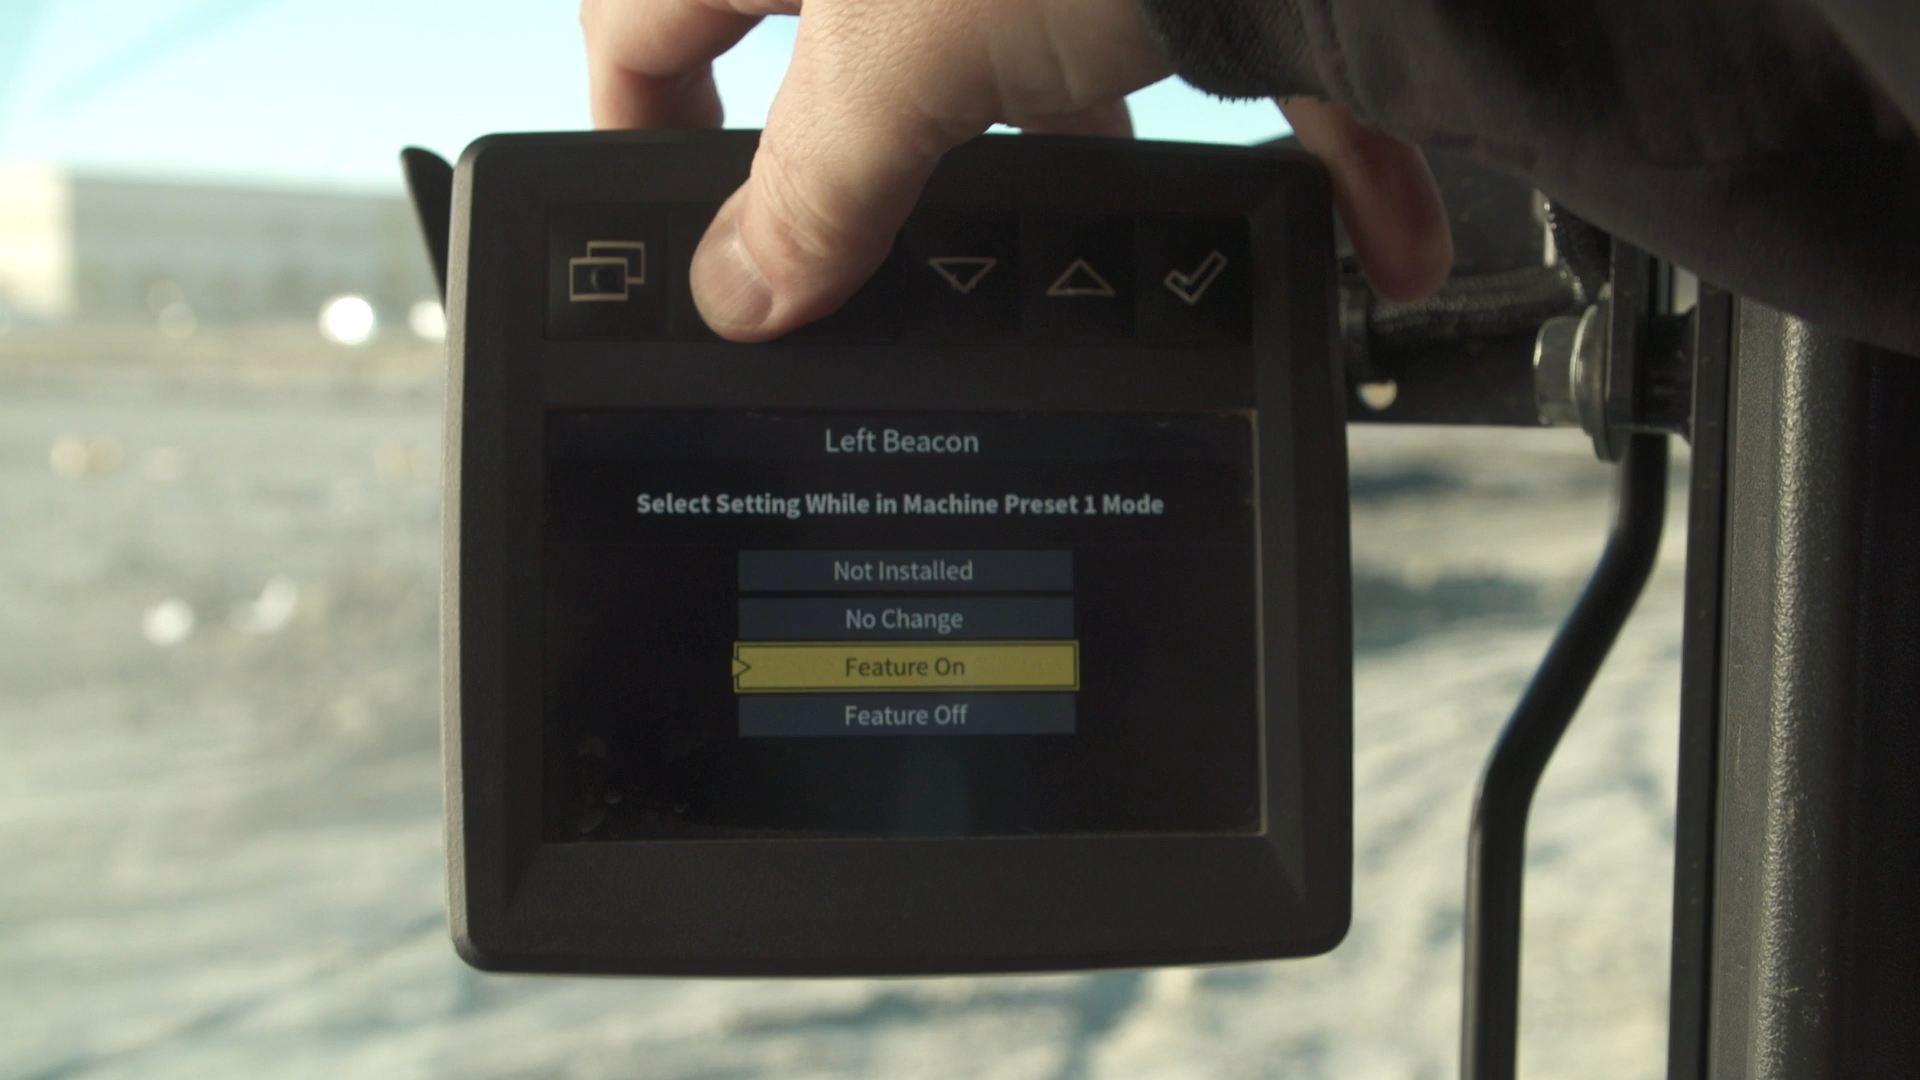 Left Beacon
Select Setting While in Machine Preset 1 Mode
Not Installed
No Change
Feature On
Feature Off